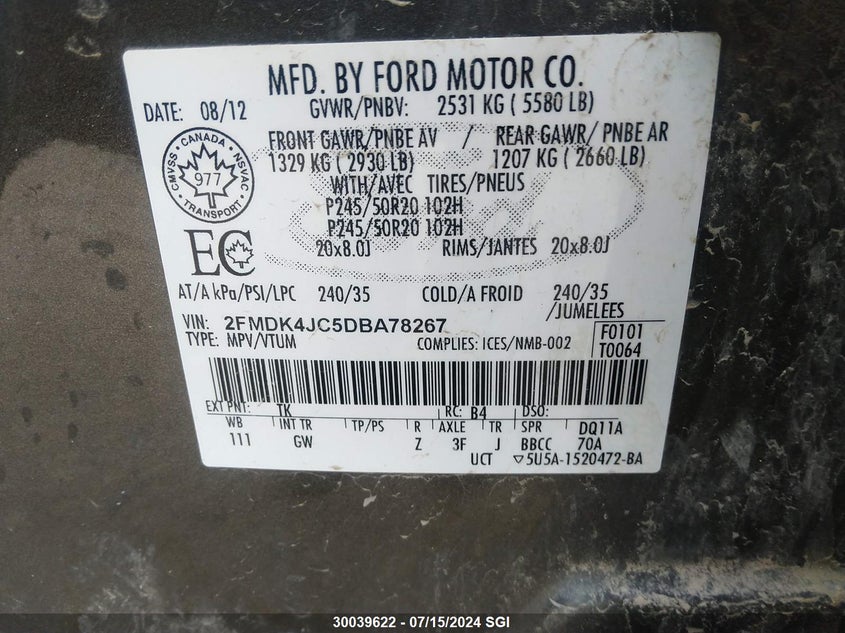 MFD. BY FORD MOTOR CO.
DATE: 08/12 GVWR/PNBV: 2531 KG ( 5580 LB)
FRONT GAWR/PNBE AV / REAR GAWR/ PNBE AR
1329 KG ( 2930 LB) 1207 KG ( 2660 LB)
WITH/AVEC TIRES/PNEUS
P245/50R20 102H
P245/50R20 102H
20x8.0J RIMS/JANTES 20x8.0J
CMVSS • CANADA • NSVAC
977
TRANSPORT
EC
AT/A kPa/PSI/LPC 240/35 COLD/A FROID 240/35
/JUMELEES
VIN: 2FMDK4JC5DBA78267
TYPE: MPV/VTUM COMPLIES: ICES/NMB-002
F0101
T0064
EXT PNT: TK RC: B4 DSO:
WB INT TR TP/PS R AXLE TR SPR DQ11A
111 GW Z 3F J BBCC 70A
UCT ▽5U5A-1520472-BA
30039622 - 07/15/2024 SGI